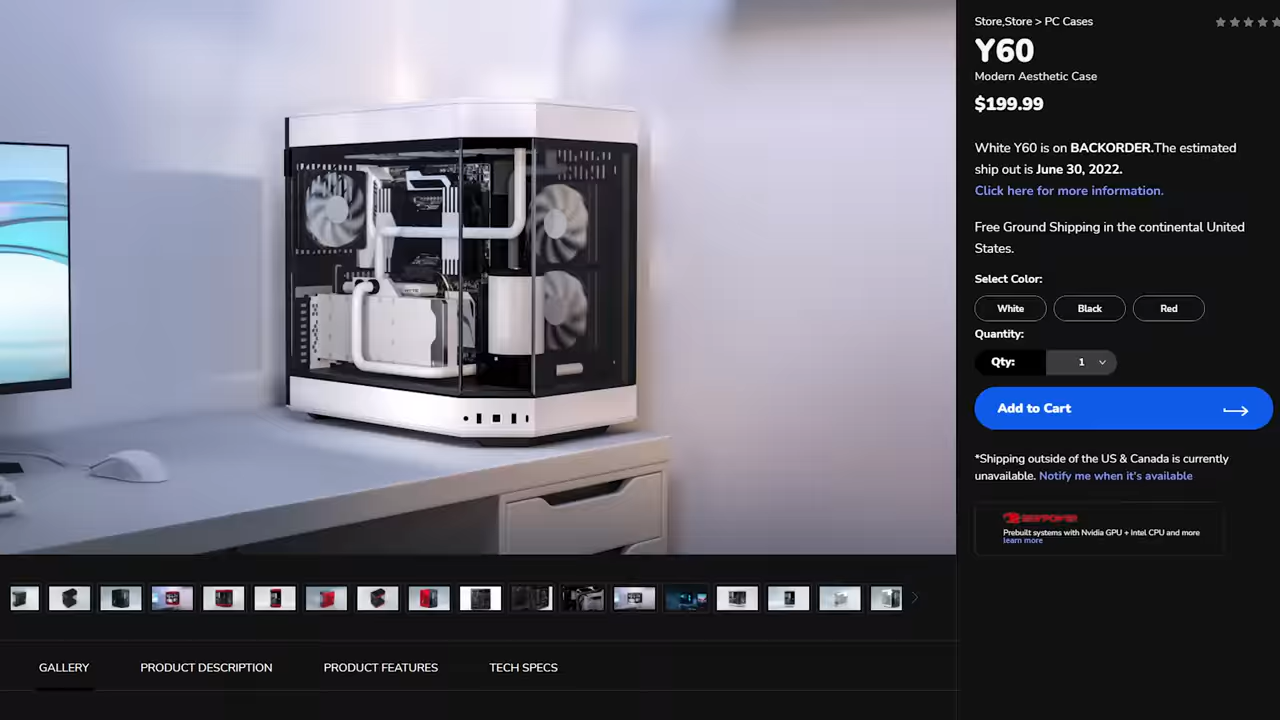 Store,Store > PC Cases
Y60
Modern Aesthetic Case
$199.99
White Y60 is on BACKORDER.The estimated
ship out is June 30, 2022.
Click here for more information.
Free Ground Shipping in the continental United
States.
Select Color:
White Black Red
Quantity:
Qty: 1
Add to Cart
*Shipping outside of the US & Canada is currently
unavailable. Notify me when it's available
Prebuilt systems with Nvidia GPU + Intel CPU and more
learn more
GALLERY PRODUCT DESCRIPTION PRODUCT FEATURES TECH SPECS